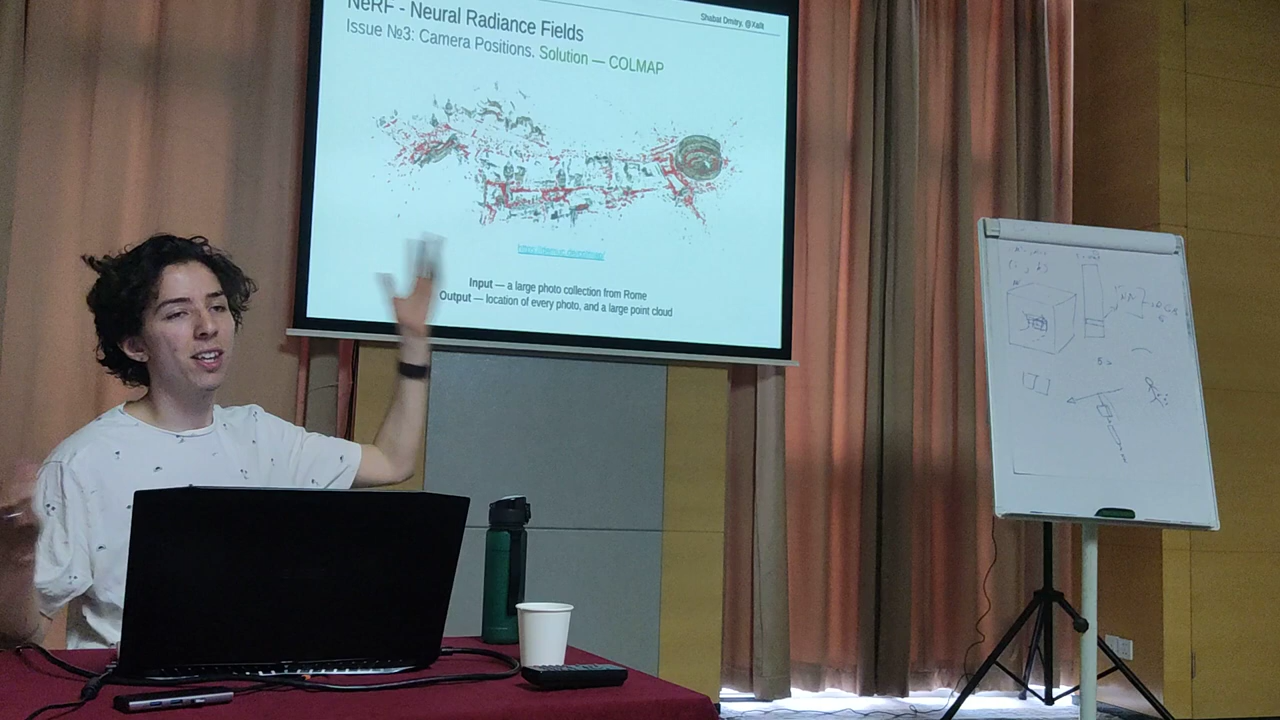 NeRF - Neural Radiance Fields
Shabat Dmitry, @Xallt
Issue №3: Camera Positions. Solution — COLMAP
Input — a large photo collection from Rome
Output — location of every photo, and a large point cloud